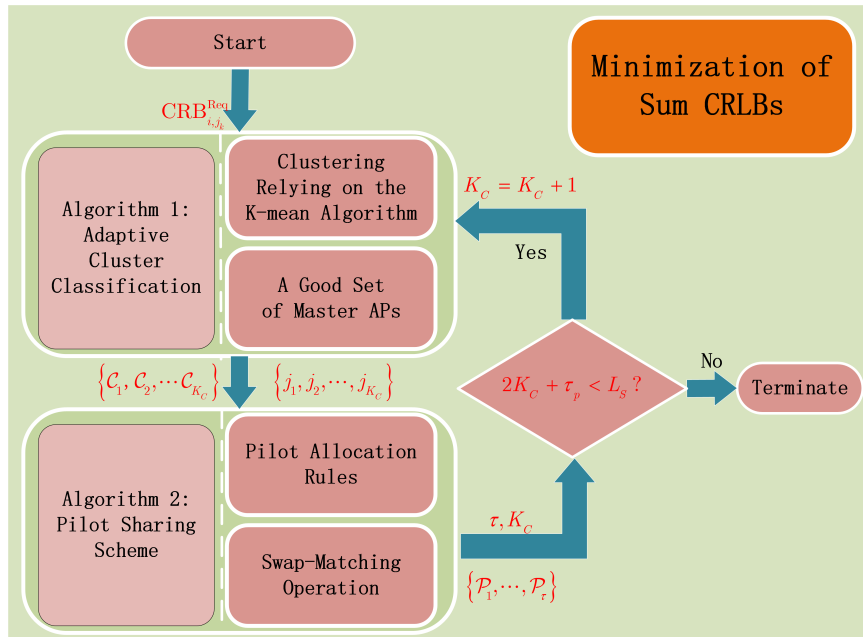 Start
Minimization of
Sum CRLBs
CRB_{i,j_k}^{Req}
Algorithm 1:
Adaptive
Cluster
Classification
Clustering
Relying on the
K-mean Algorithm
A Good Set
of Master APs
K_C = K_C + 1
Yes
{𝒞_1, 𝒞_2, ⋯ 𝒞_{K_C}}
{j_1, j_2, ⋯, j_{K_C}}
2K_C + τ_p < L_S ?
No
Terminate
Algorithm 2:
Pilot Sharing
Scheme
Pilot Allocation
Rules
Swap-Matching
Operation
τ, K_C
{𝒫_1, ⋯, 𝒫_τ}